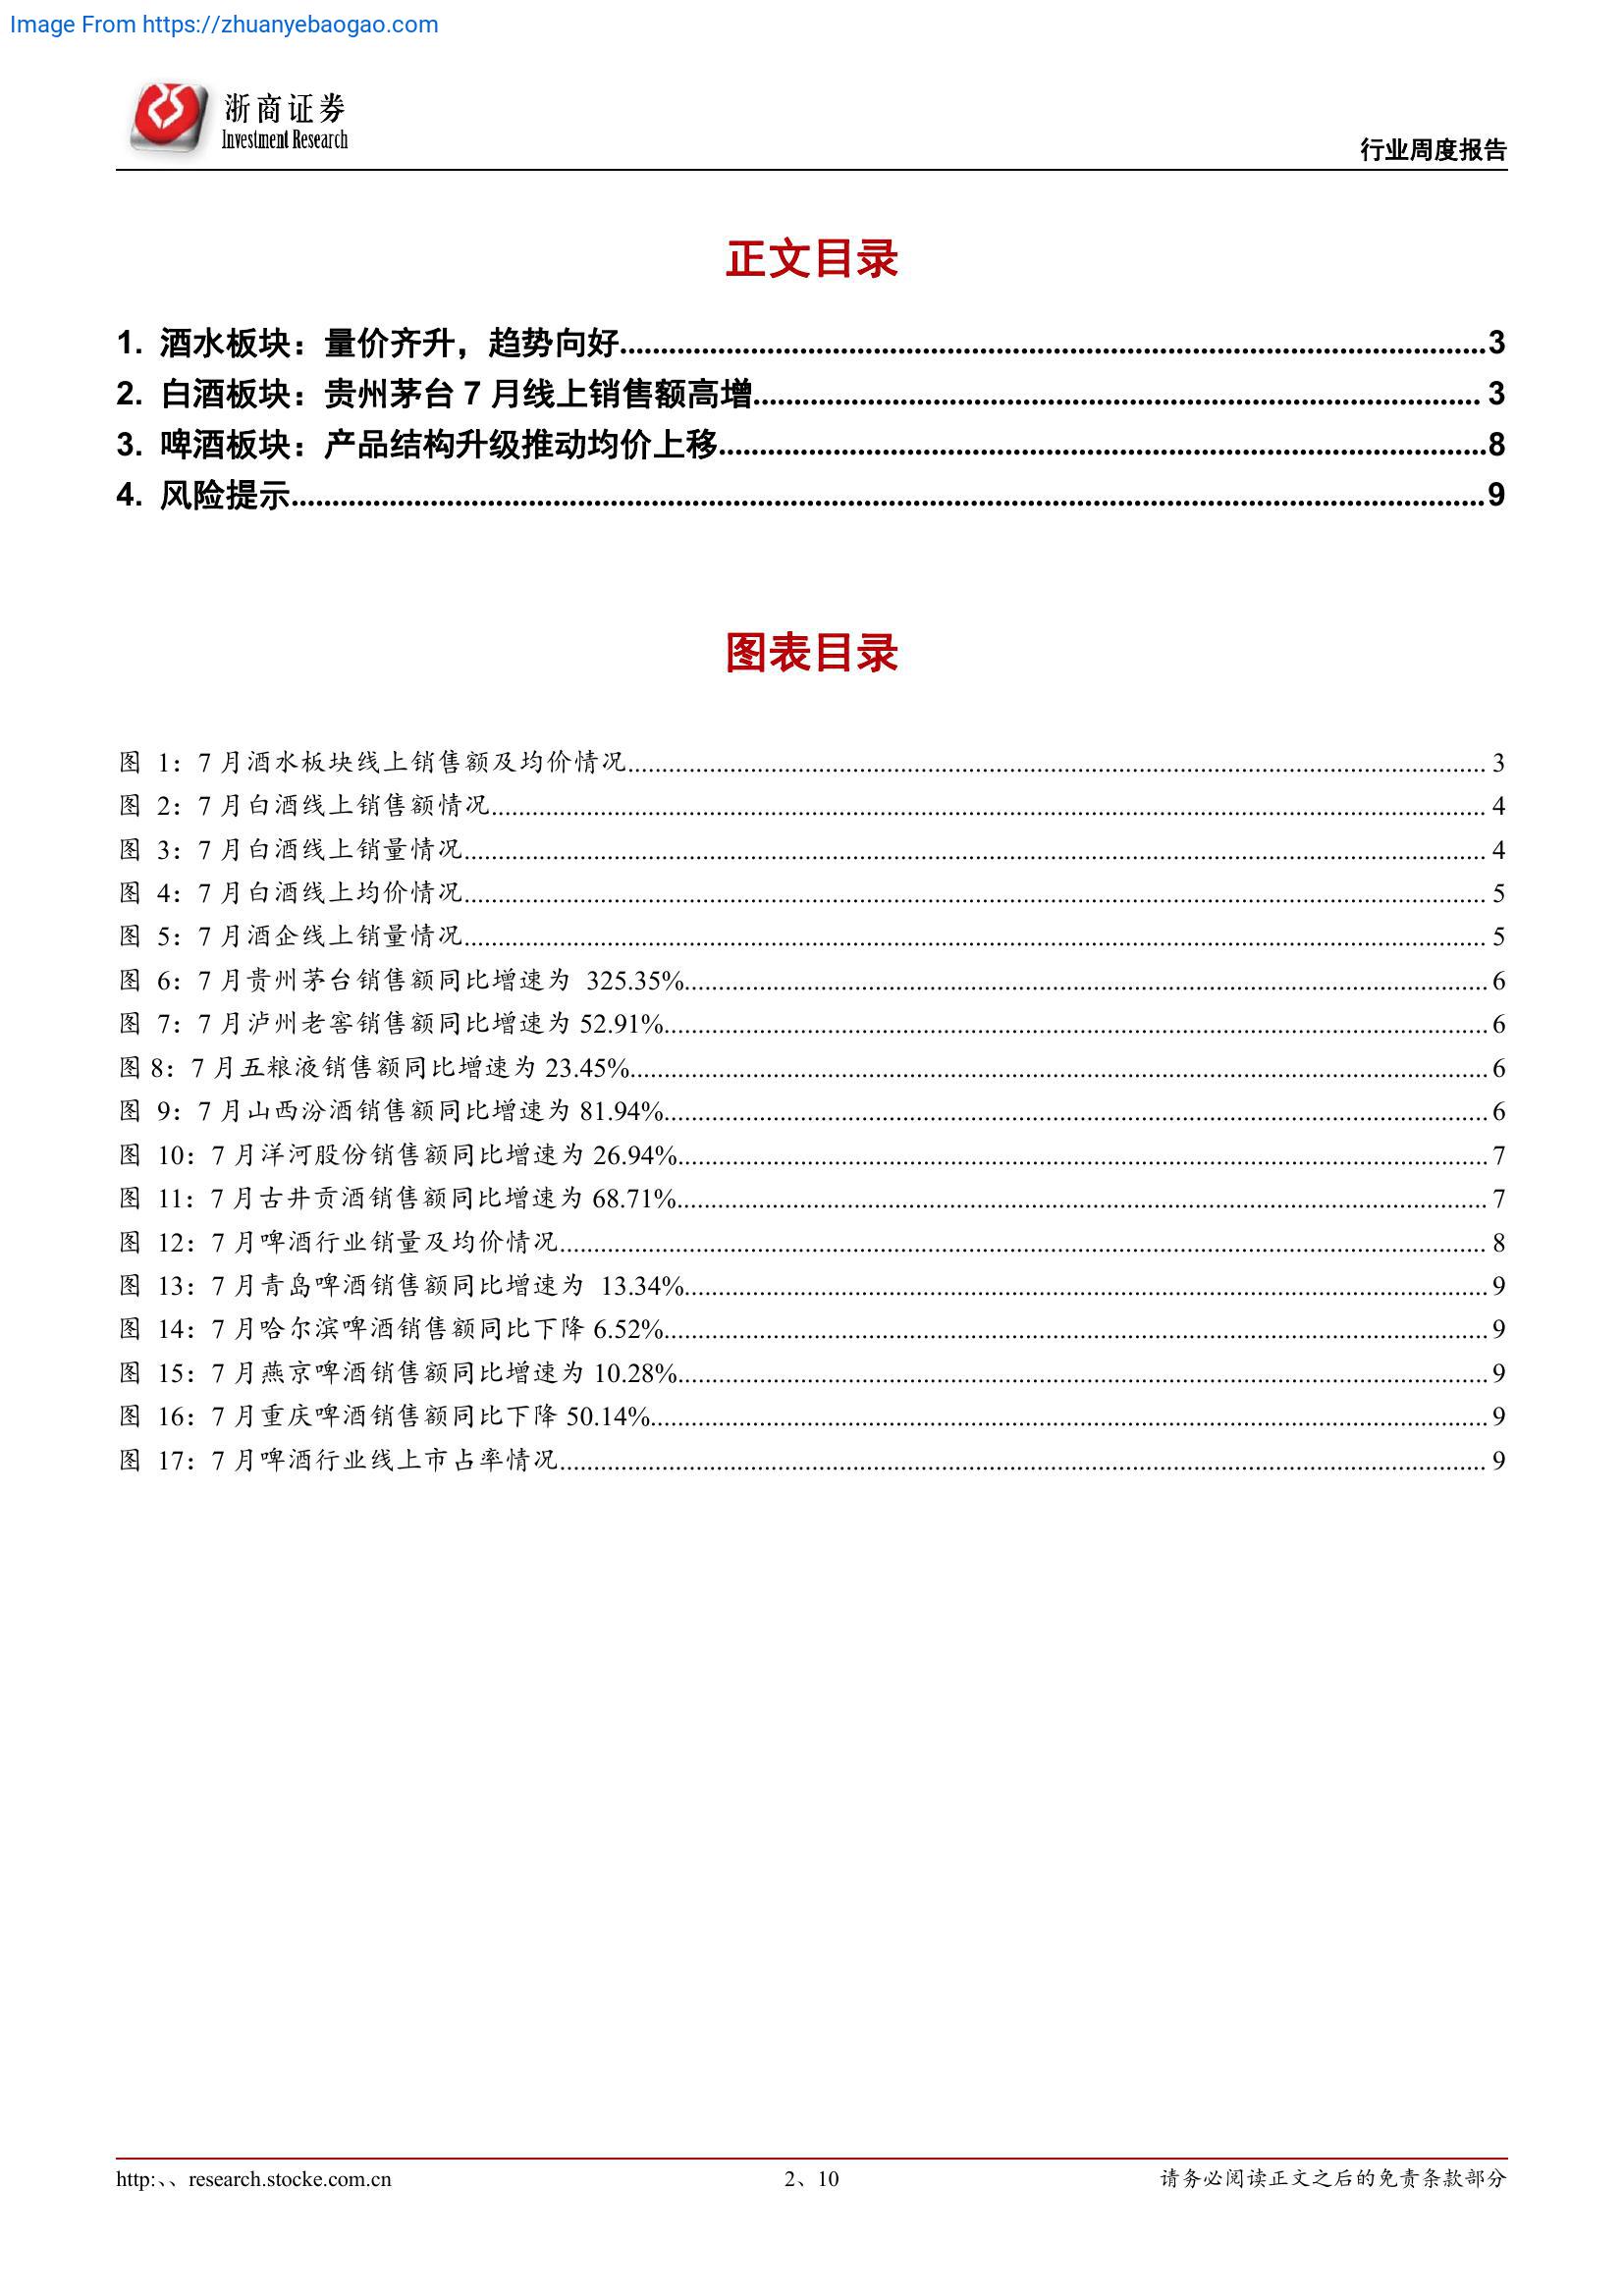 Image From https://zhuanyebaogao.com
浙商证券
Investment Research
行业周度报告
正文目录
1. 酒水板块：量价齐升，趋势向好 3
2. 白酒板块：贵州茅台 7 月线上销售额高增 3
3. 啤酒板块：产品结构升级推动均价上移 8
4. 风险提示 9
图表目录
图 1：7 月酒水板块线上销售额及均价情况 3
图 2：7 月白酒线上销售额情况 4
图 3：7 月白酒线上销量情况 4
图 4：7 月白酒线上均价情况 5
图 5：7 月酒企线上销量情况 5
图 6：7 月贵州茅台销售额同比增速为 325.35% 6
图 7：7 月泸州老窖销售额同比增速为 52.91% 6
图 8：7 月五粮液销售额同比增速为 23.45% 6
图 9：7 月山西汾酒销售额同比增速为 81.94% 6
图 10：7 月洋河股份销售额同比增速为 26.94% 7
图 11：7 月古井贡酒销售额同比增速为 68.71% 7
图 12：7 月啤酒行业销量及均价情况 8
图 13：7 月青岛啤酒销售额同比增速为 13.34% 9
图 14：7 月哈尔滨啤酒销售额同比下降 6.52% 9
图 15：7 月燕京啤酒销售额同比增速为 10.28% 9
图 16：7 月重庆啤酒销售额同比下降 50.14% 9
图 17：7 月啤酒行业线上市占率情况 9
http:、、research.stocke.com.cn 2、10 请务必阅读正文之后的免责条款部分